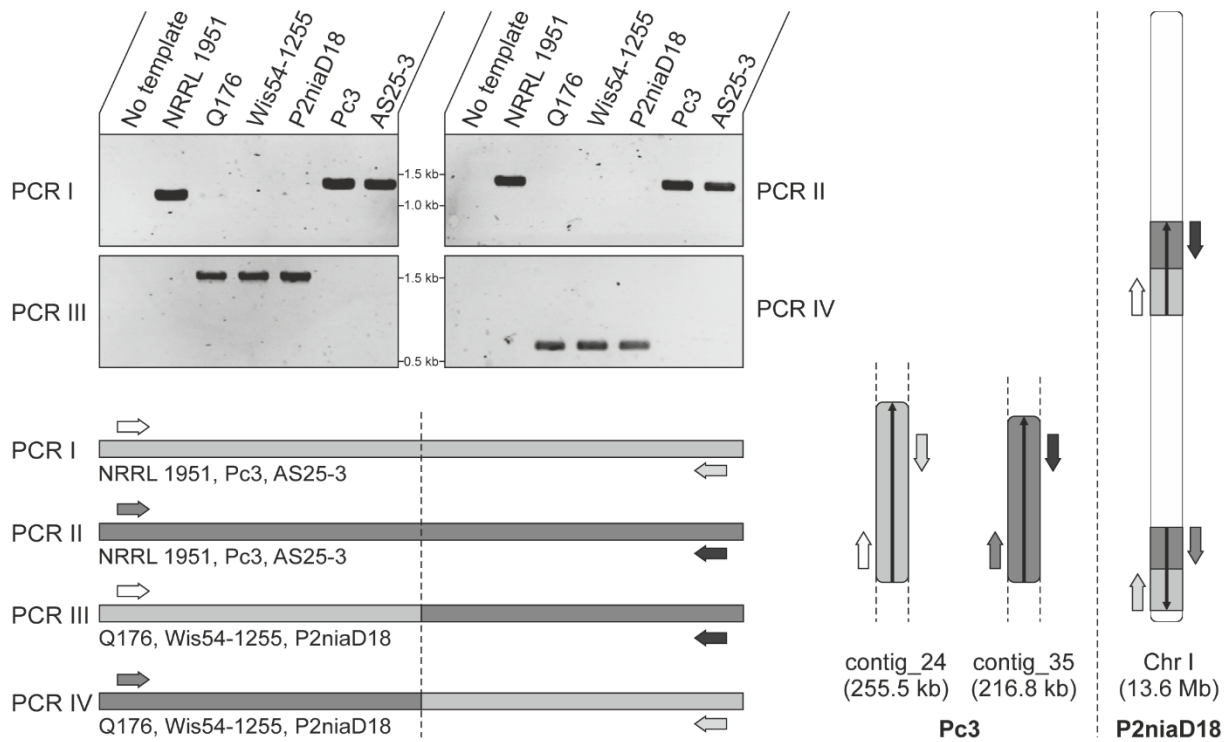 No template
NRRL 1951
Q176
Wis54-1255
P2niaD18
Pc3
AS25-3
No template
NRRL 1951
Q176
Wis54-1255
P2niaD18
Pc3
AS25-3
PCR I
1.5 kb
1.0 kb
PCR II
PCR III
1.5 kb
0.5 kb
PCR IV
PCR I
NRRL 1951, Pc3, AS25-3
PCR II
NRRL 1951, Pc3, AS25-3
PCR III
Q176, Wis54-1255, P2niaD18
PCR IV
Q176, Wis54-1255, P2niaD18
contig_24
(255.5 kb)
contig_35
(216.8 kb)
Pc3
Chr I
(13.6 Mb)
P2niaD18